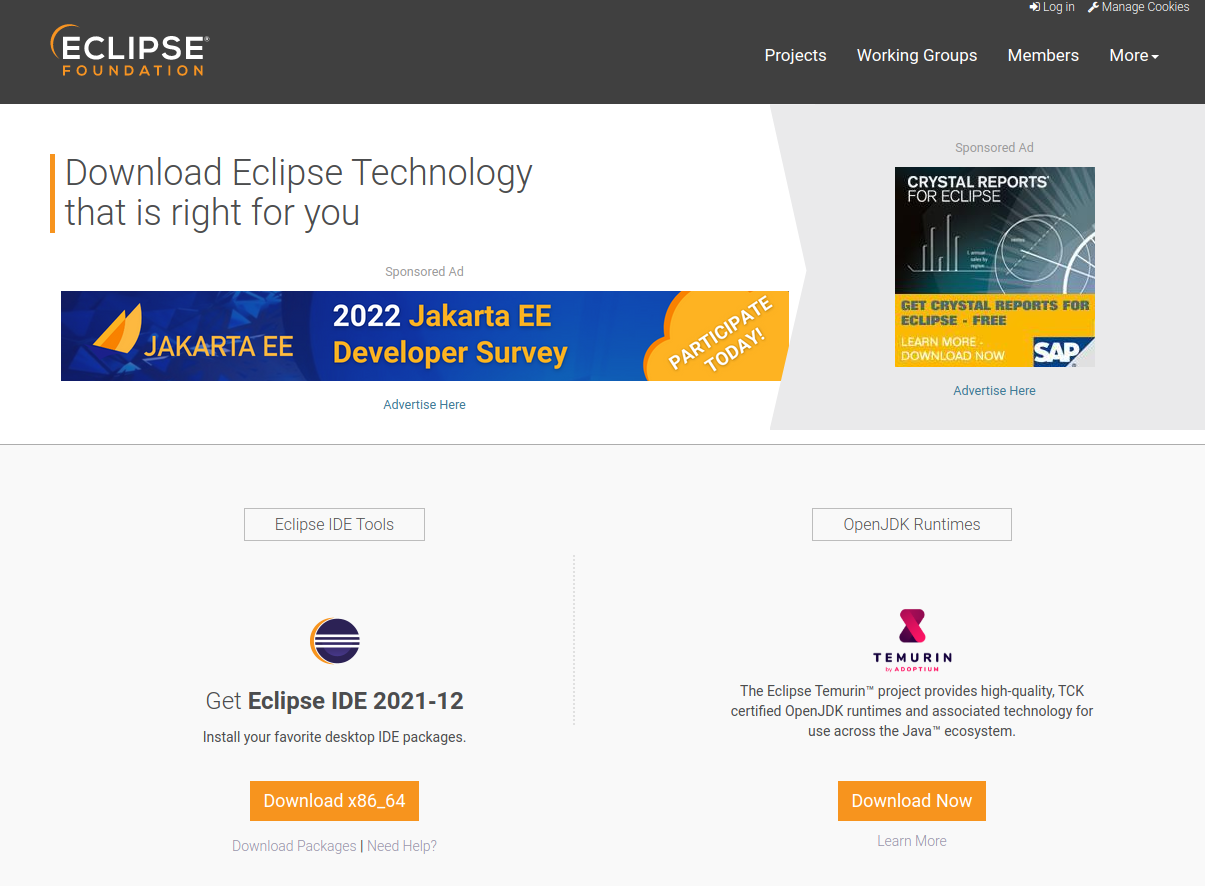 Log in
Manage Cookies
ECLIPSE®
FOUNDATION
Projects
Working Groups
Members
More
Download Eclipse Technology
that is right for you
Sponsored Ad
JAKARTA EE
2022 Jakarta EE
Developer Survey
PARTICIPATE
TODAY!
Advertise Here
Sponsored Ad
CRYSTAL REPORTS®
FOR ECLIPSE
GET CRYSTAL REPORTS FOR
ECLIPSE - FREE
LEARN MORE -
DOWNLOAD NOW
SAP®
Advertise Here
Eclipse IDE Tools
Get Eclipse IDE 2021-12
Install your favorite desktop IDE packages.
Download x86_64
Download Packages | Need Help?
OpenJDK Runtimes
TEMURIN
by ADOPTIUM
The Eclipse Temurin™ project provides high-quality, TCK
certified OpenJDK runtimes and associated technology for
use across the Java™ ecosystem.
Download Now
Learn More